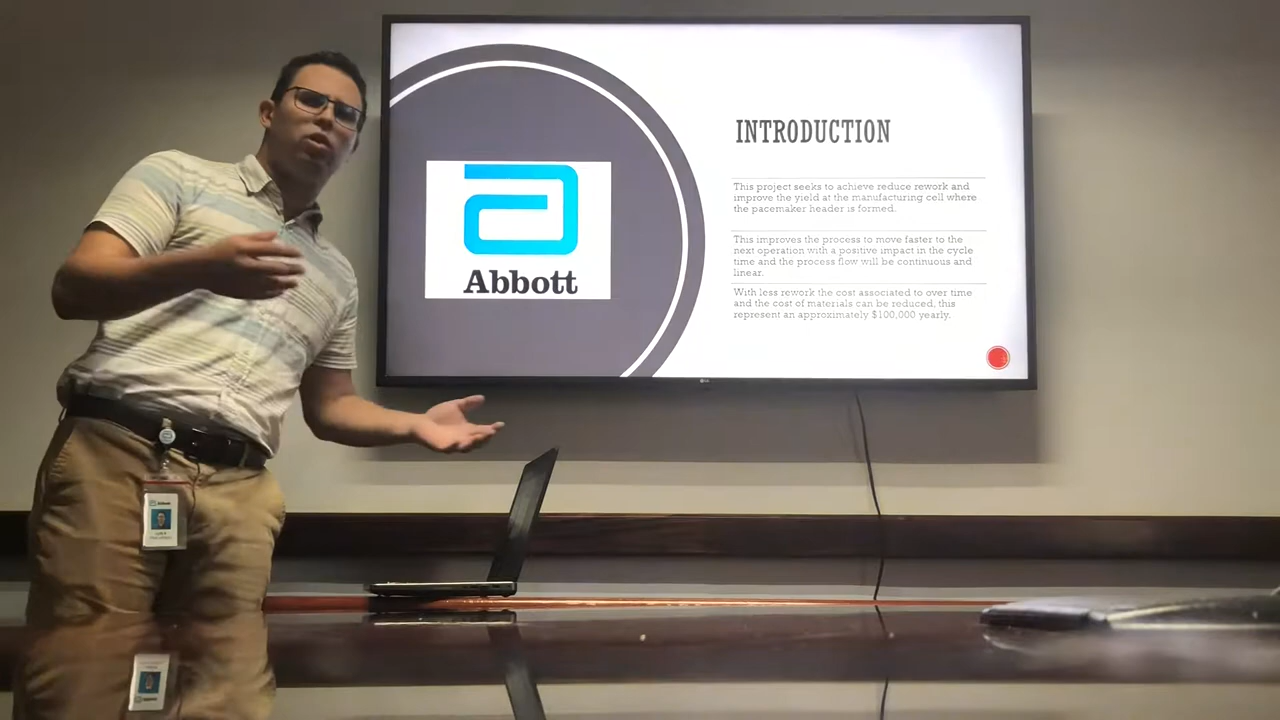 INTRODUCTION
This project seeks to achieve reduce rework and
improve the yield at the manufacturing cell where
the pacemaker header is formed.
This improves the process to move faster to the
next operation with a positive impact in the cycle
time and the process flow will be continuous and
linear.
With less rework the cost associated to over time
and the cost of materials can be reduced, this
represent an approximately $100,000 yearly.
Abbott
LG
Abbott